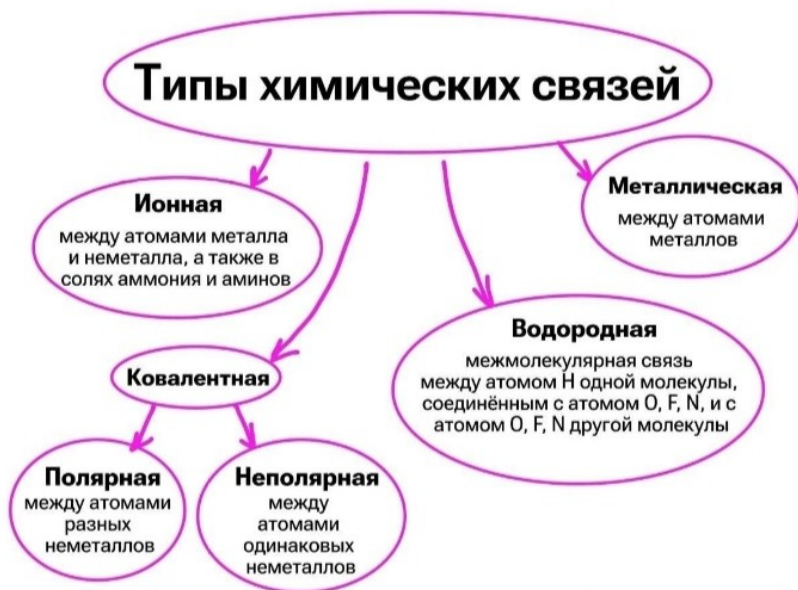 Типы химических связей
Ионная
между атомами металла
и неметалла, а также в
солях аммония и аминов
Металлическая
между атомами
металлов
Водородная
межмолекулярная связь
между атомом H одной молекулы,
соединённым с атомом O, F, N, и с
атомом O, F, N другой молекулы
Ковалентная
Полярная
между атомами
разных
неметаллов
Неполярная
между
атомами
одинаковых
неметаллов